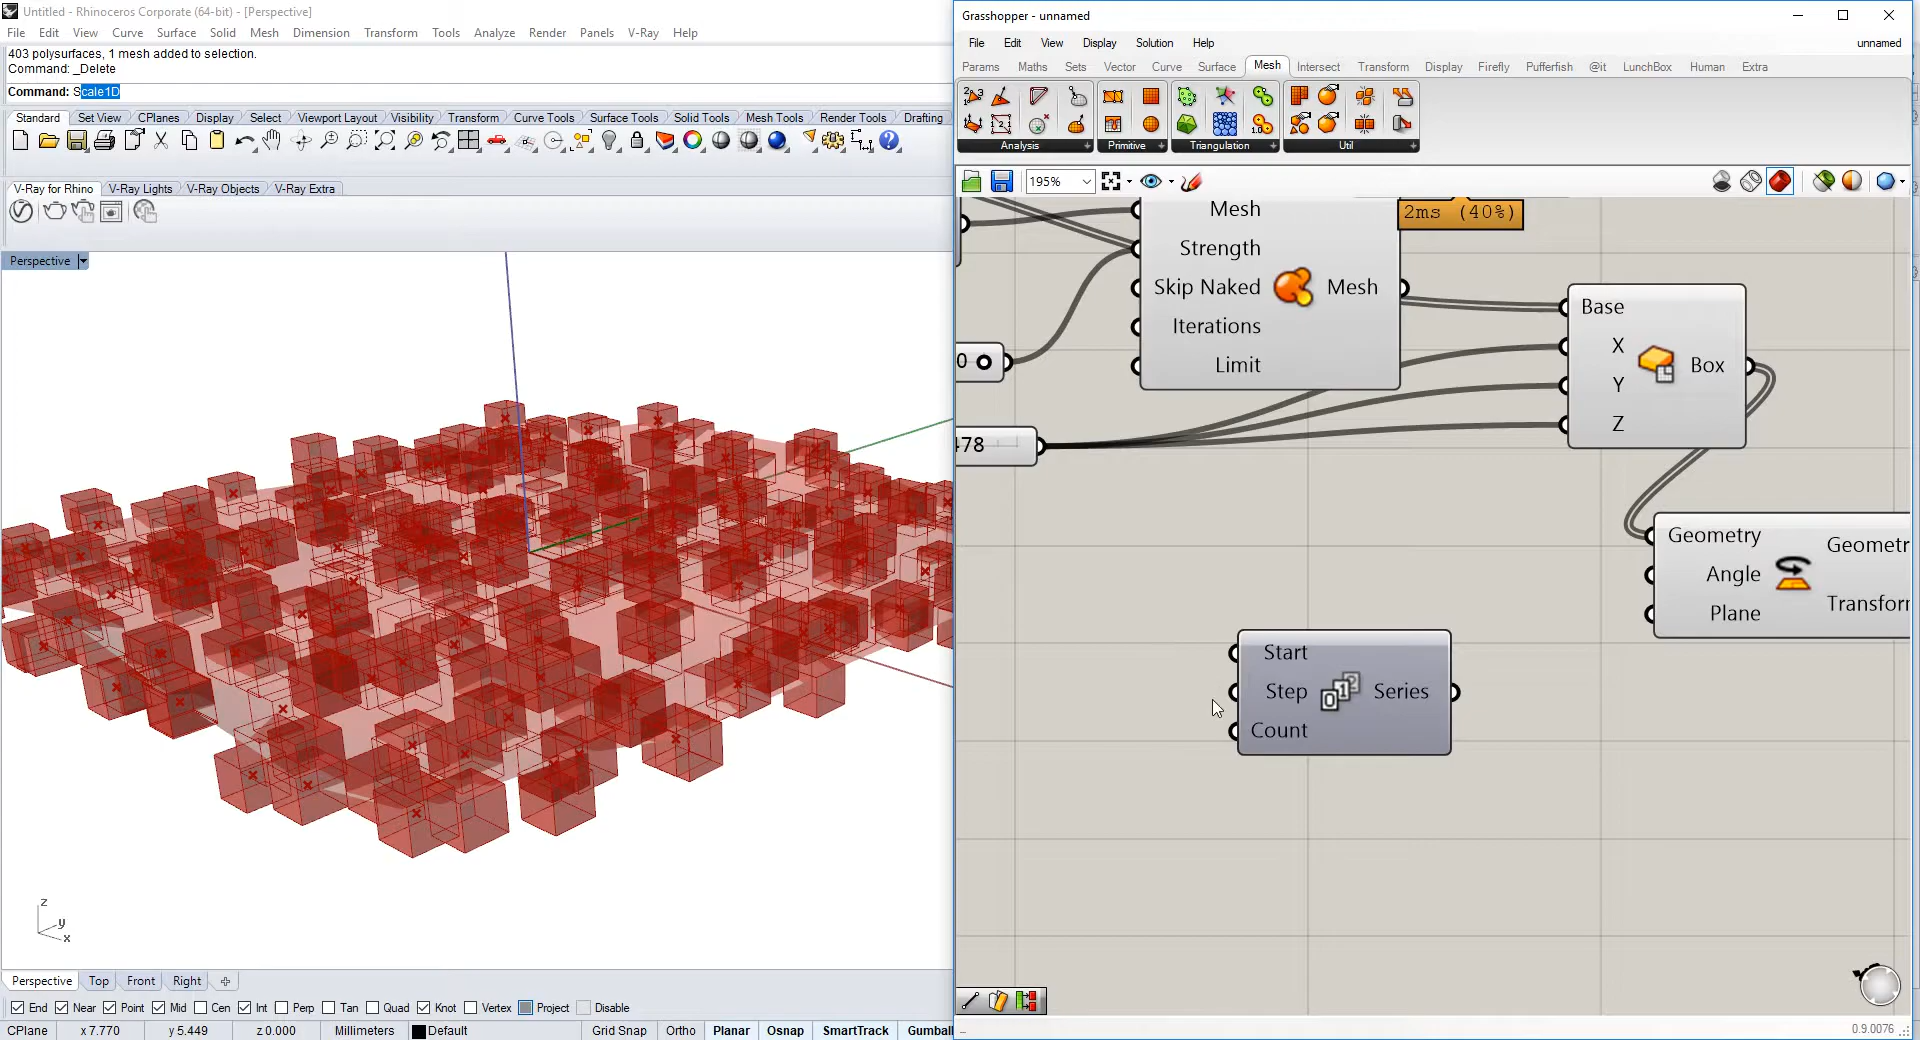 Untitled - Rhinoceros Corporate (64-bit) - [Perspective]
File Edit View Curve Surface Solid Mesh Dimension Transform Tools Analyze Render Panels V-Ray Help
403 polysurfaces, 1 mesh added to selection.
Command: _Delete
Command: Scale1D
Standard Set View CPlanes Display Select Viewport Layout Visibility Transform Curve Tools Surface Tools Solid Tools Mesh Tools Render Tools Drafting
V-Ray for Rhino V-Ray Lights V-Ray Objects V-Ray Extra
Perspective
z
y
x
Perspective Top Front Right
End Near Point Mid Cen Int Perp Tan Quad Knot Vertex Project Disable
CPlane x 7.770 y 5.449 z 0.000 Millimeters Default Grid Snap Ortho Planar Osnap SmartTrack Gumball
Grasshopper - unnamed
File Edit View Display Solution Help unnamed
Params Maths Sets Vector Curve Surface Mesh Intersect Transform Display Firefly Pufferfish @it LunchBox Human Extra
Analysis Primitive Triangulation Util
195%
2ms (40%)
Mesh
Strength
Skip Naked Mesh
Iterations
Limit
0
478
Base
X
Y
Z
Box
Geometry
Angle
Plane
Geometr
Transfor
Start
Step
Count
Series
0.9.0076